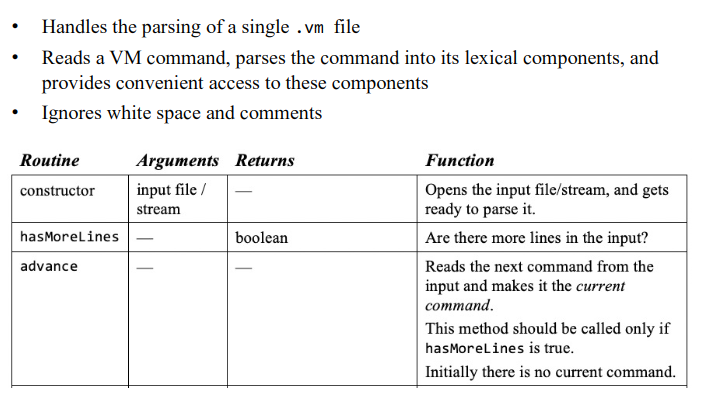 • Handles the parsing of a single .vm file
• Reads a VM command, parses the command into its lexical components, and
provides convenient access to these components
• Ignores white space and comments
Routine Arguments Returns Function
constructor input file / — Opens the input file/stream, and gets
stream ready to parse it.
hasMoreLines — boolean Are there more lines in the input?
advance — — Reads the next command from the
input and makes it the current
command.
This method should be called only if
hasMoreLines is true.
Initially there is no current command.